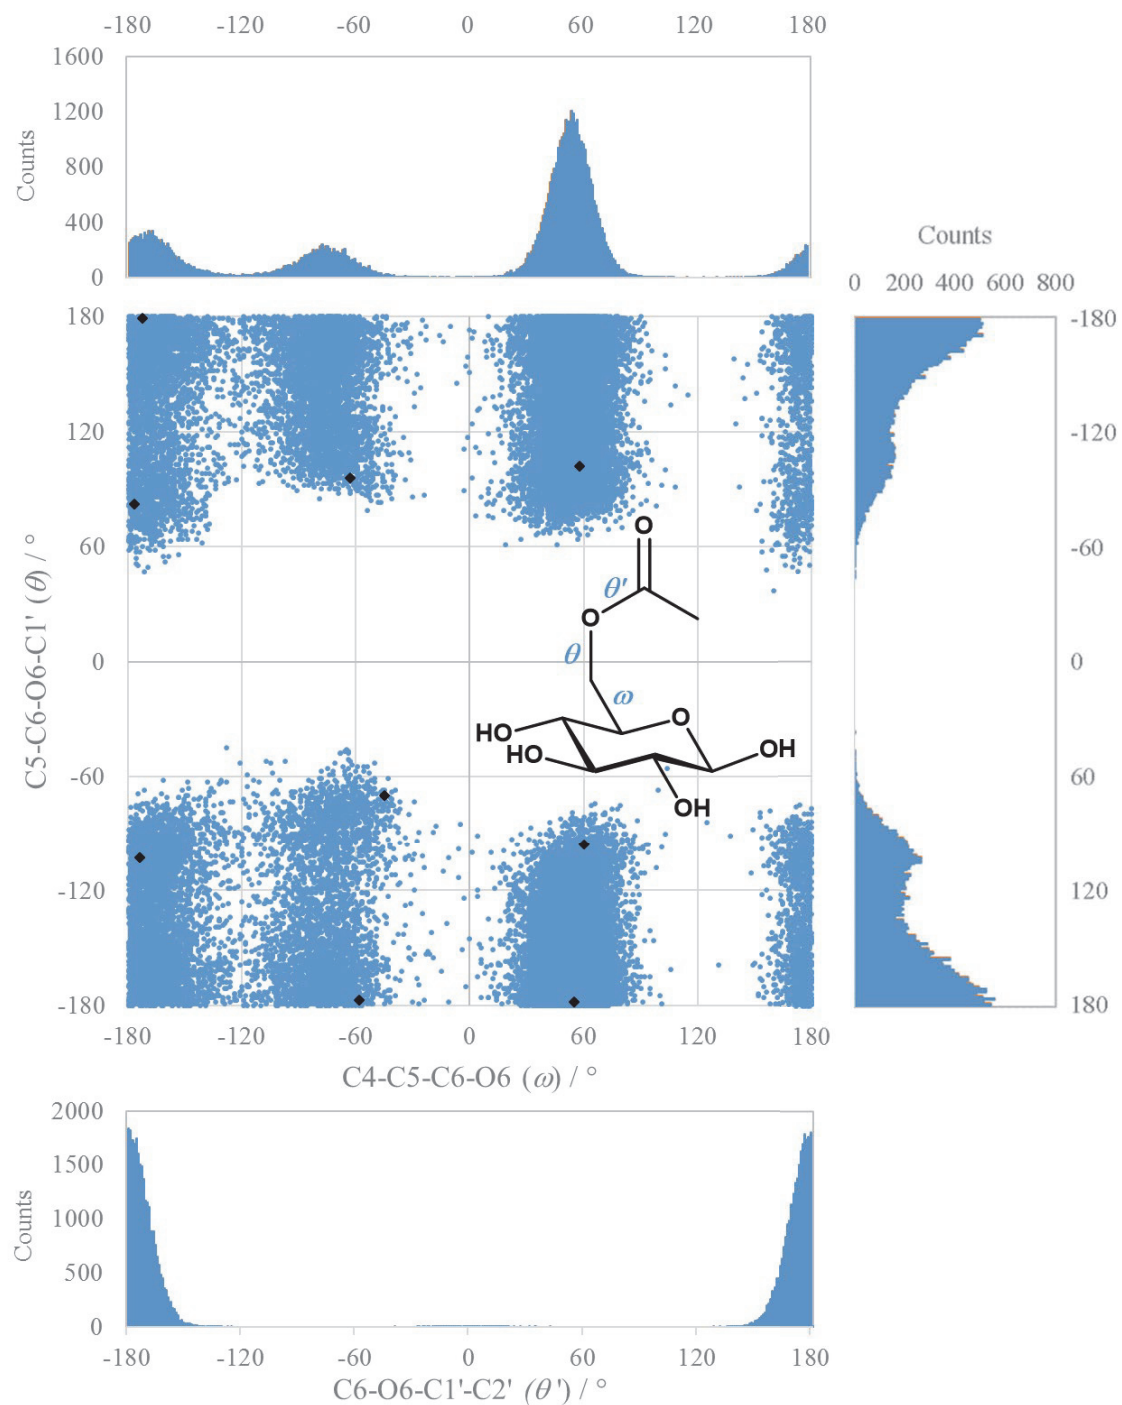 -180 -60 0 60 120 180
1600
1200
800
400
0
Counts
Counts
0 200 400 600 800
180
120
60
0
-60
-120
-180
C5-C6-O6-C1' (θ) / °
-180
-120
-60
0
60
120
180
O
θ'
O
θ
ω
O
HO
HO
OH
OH
-180 -120 -60 0 60 120 180
C4-C5-C6-O6 (ω) / °
2000
1500
1000
500
0
Counts
-180 -120 -60 0 60 120 180
C6-O6-C1'-C2' (θ') / °